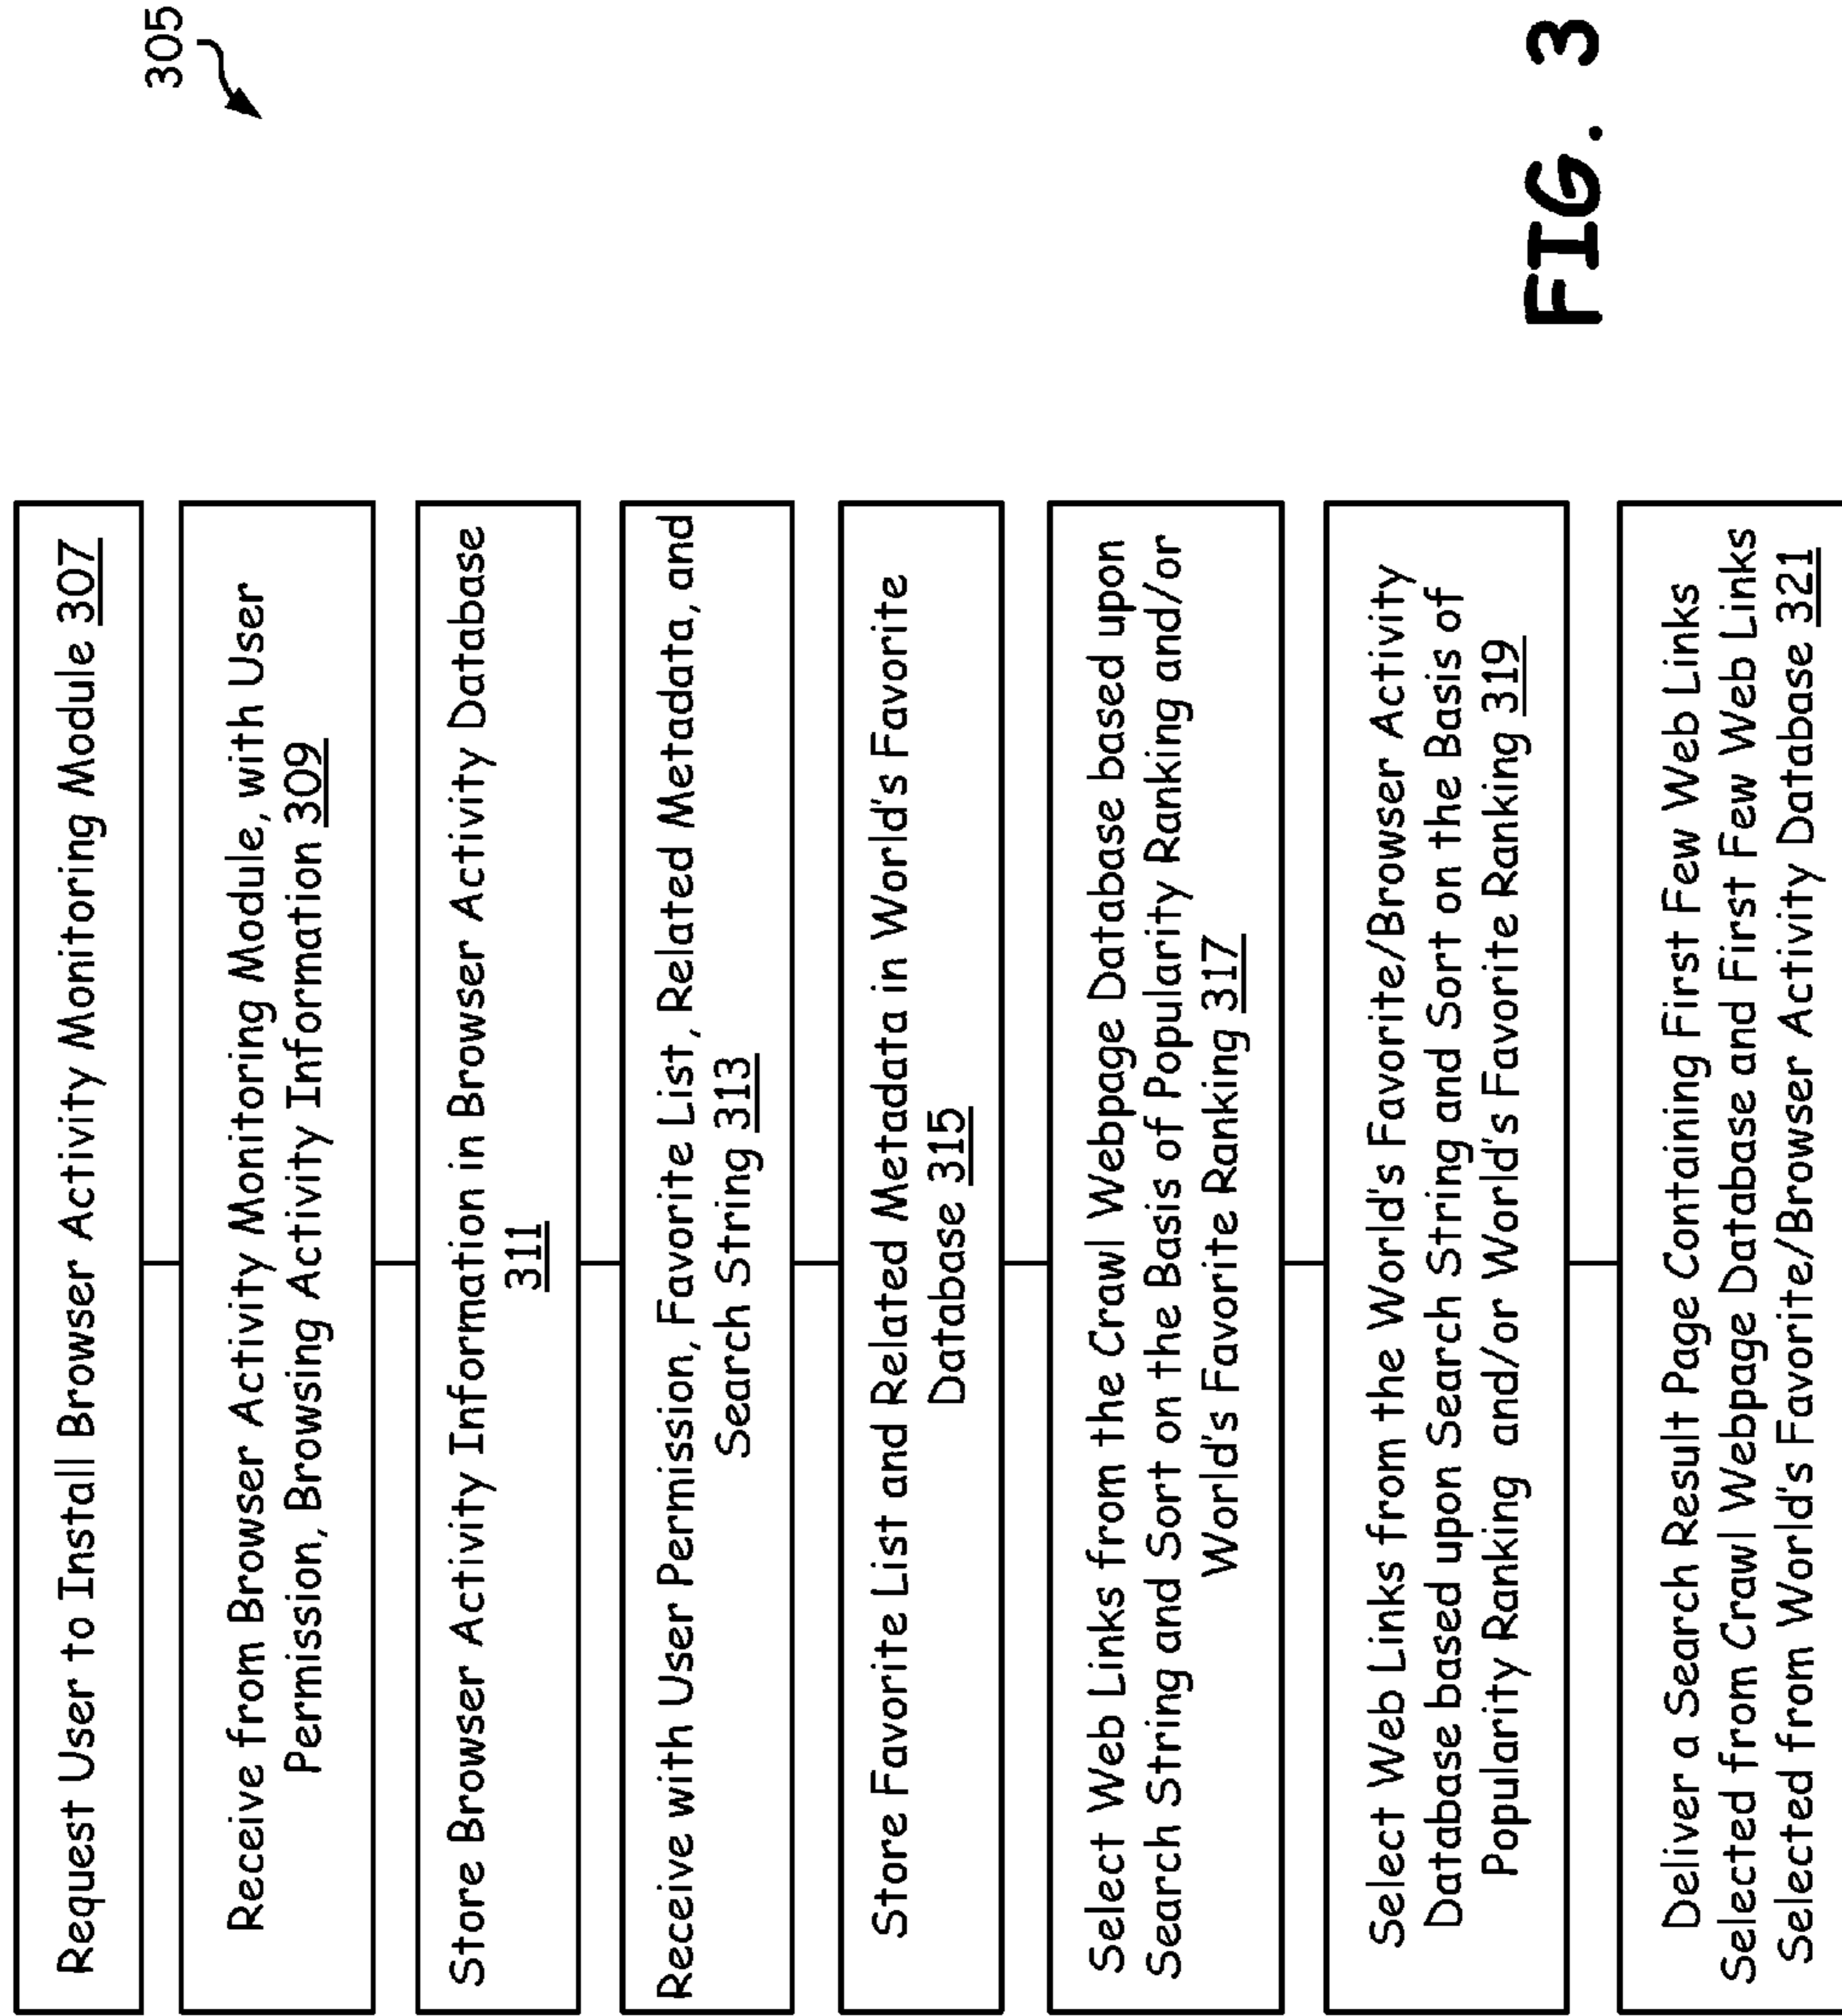 305
Request User to Install Browser Activity Monitoring Module 307
Receive from Browser Activity Monitoring Module, with User
Permission, Browsing Activity Information 309
Store Browser Activity Information in Browser Activity Database
311
Receive with User Permission, Favorite List, Related Metadata, and
Search String 313
Store Favorite List and Related Metadata in World's Favorite
Database 315
Select Web Links from the Crawl Webpage Database based upon
Search String and Sort on the Basis of Popularity Ranking and/or
World's Favorite Ranking 317
Select Web Links from the World's Favorite/Browser Activity
Database based upon Search String and Sort on the Basis of
Popularity Ranking and/or World's Favorite Ranking 319
Deliver a Search Result Page Containing First Few Web Links
Selected from Crawl Webpage Database and First Few Web Links
Selected from World's Favorite/Browser Activity Database 321
FIG. 3